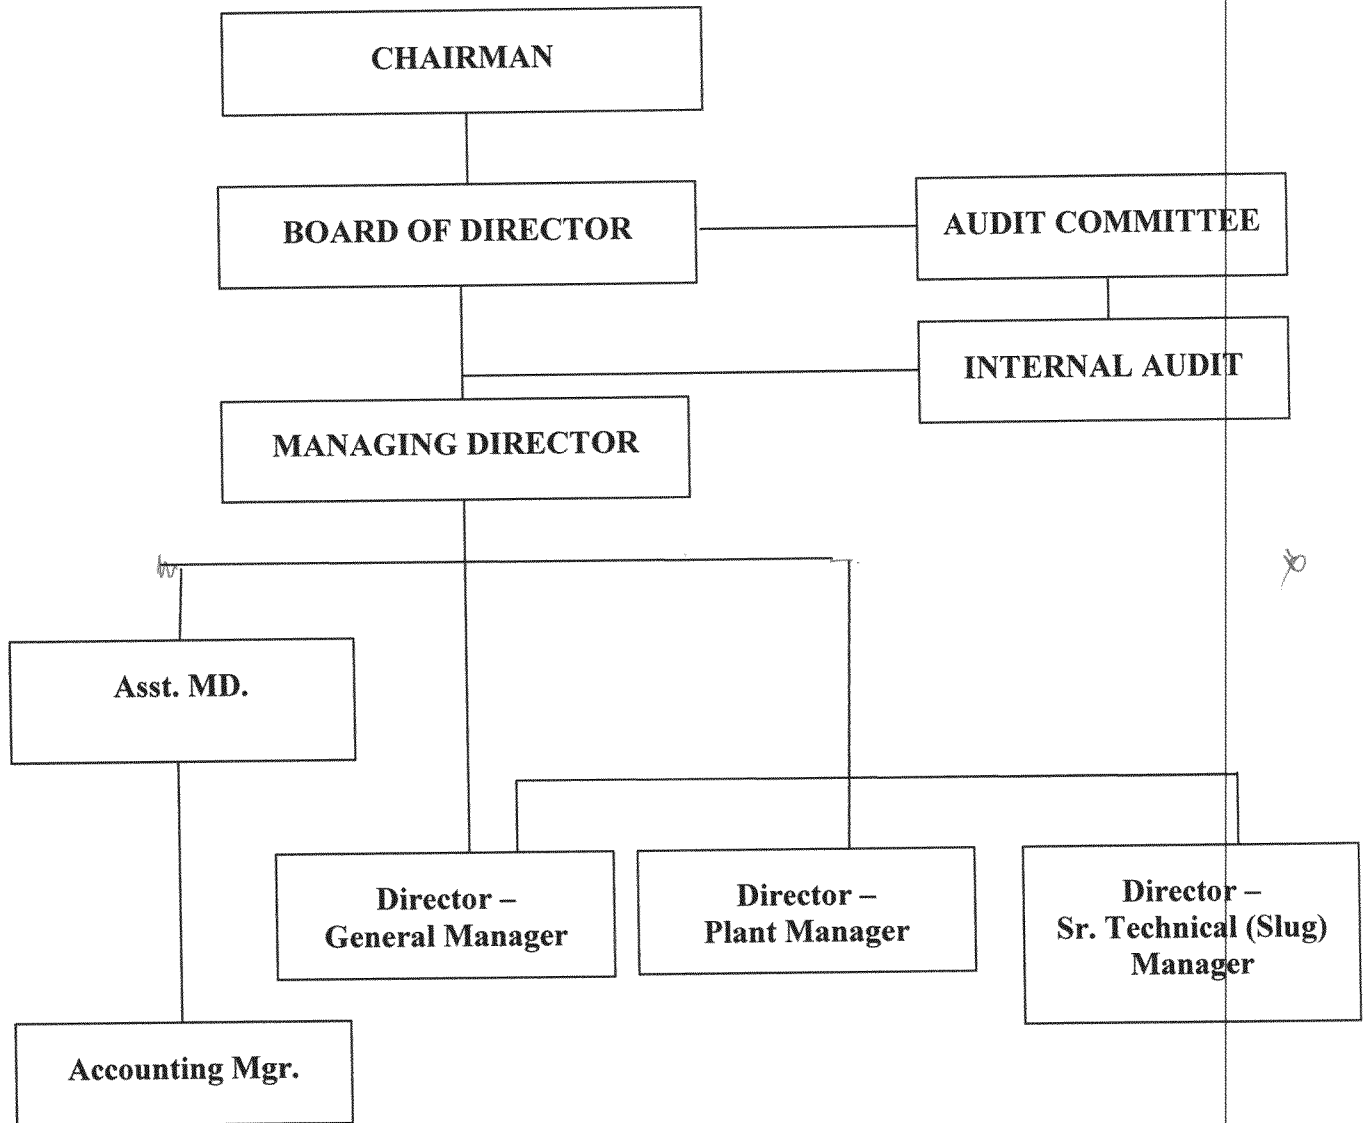 CHAIRMAN
BOARD OF DIRECTOR
AUDIT COMMITTEE
INTERNAL AUDIT
MANAGING DIRECTOR
Asst. MD.
Director –
General Manager
Director –
Plant Manager
Director –
Sr. Technical (Slug)
Manager
Accounting Mgr.